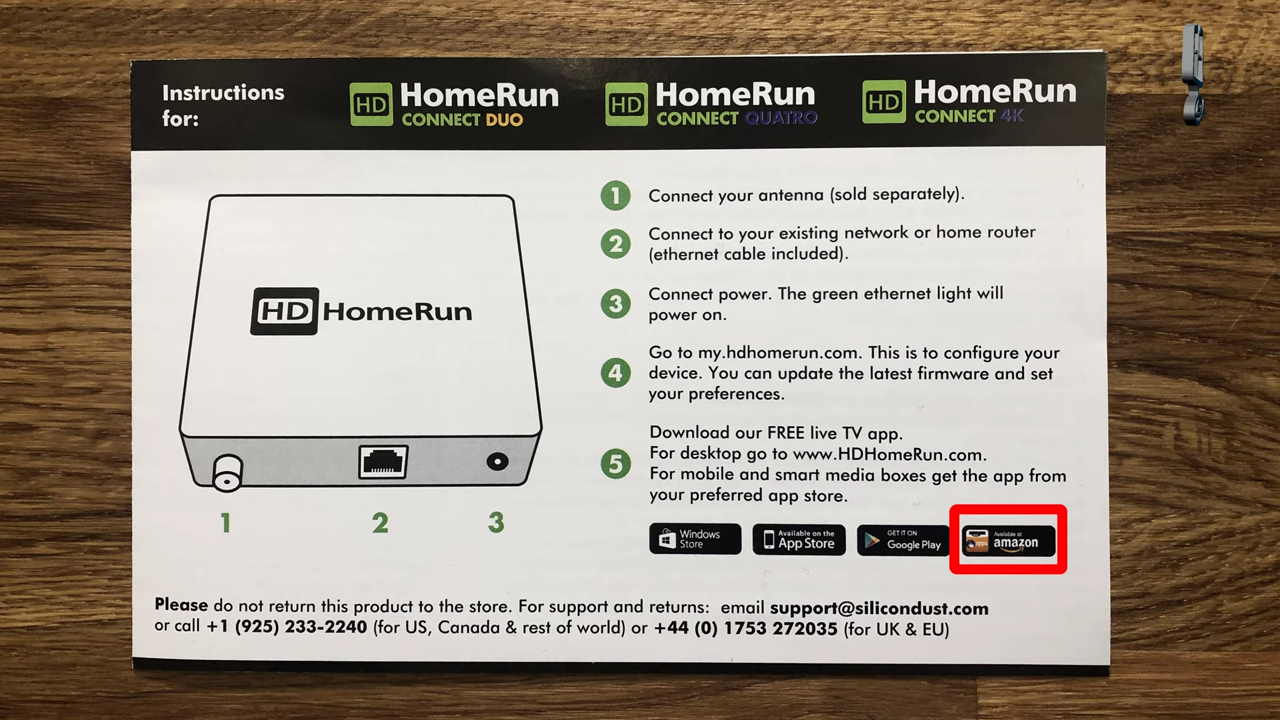 Instructions
for:
HD HomeRun
CONNECT DUO
HD HomeRun
CONNECT QUATRO
HD HomeRun
CONNECT 4K
HD HomeRun
1
2
3
1 Connect your antenna (sold separately).
2 Connect to your existing network or home router
(ethernet cable included).
3 Connect power. The green ethernet light will
power on.
4 Go to my.hdhomerun.com. This is to configure your
device. You can update the latest firmware and set
your preferences.
5 Download our FREE live TV app.
For desktop go to www.HDHomeRun.com.
For mobile and smart media boxes get the app from
your preferred app store.
Windows
Store
Available on the
App Store
GET IT ON
Google Play
Available at
amazon
apps
Please do not return this product to the store. For support and returns: email support@silicondust.com
or call +1 (925) 233-2240 (for US, Canada & rest of world) or +44 (0) 1753 272035 (for UK & EU)